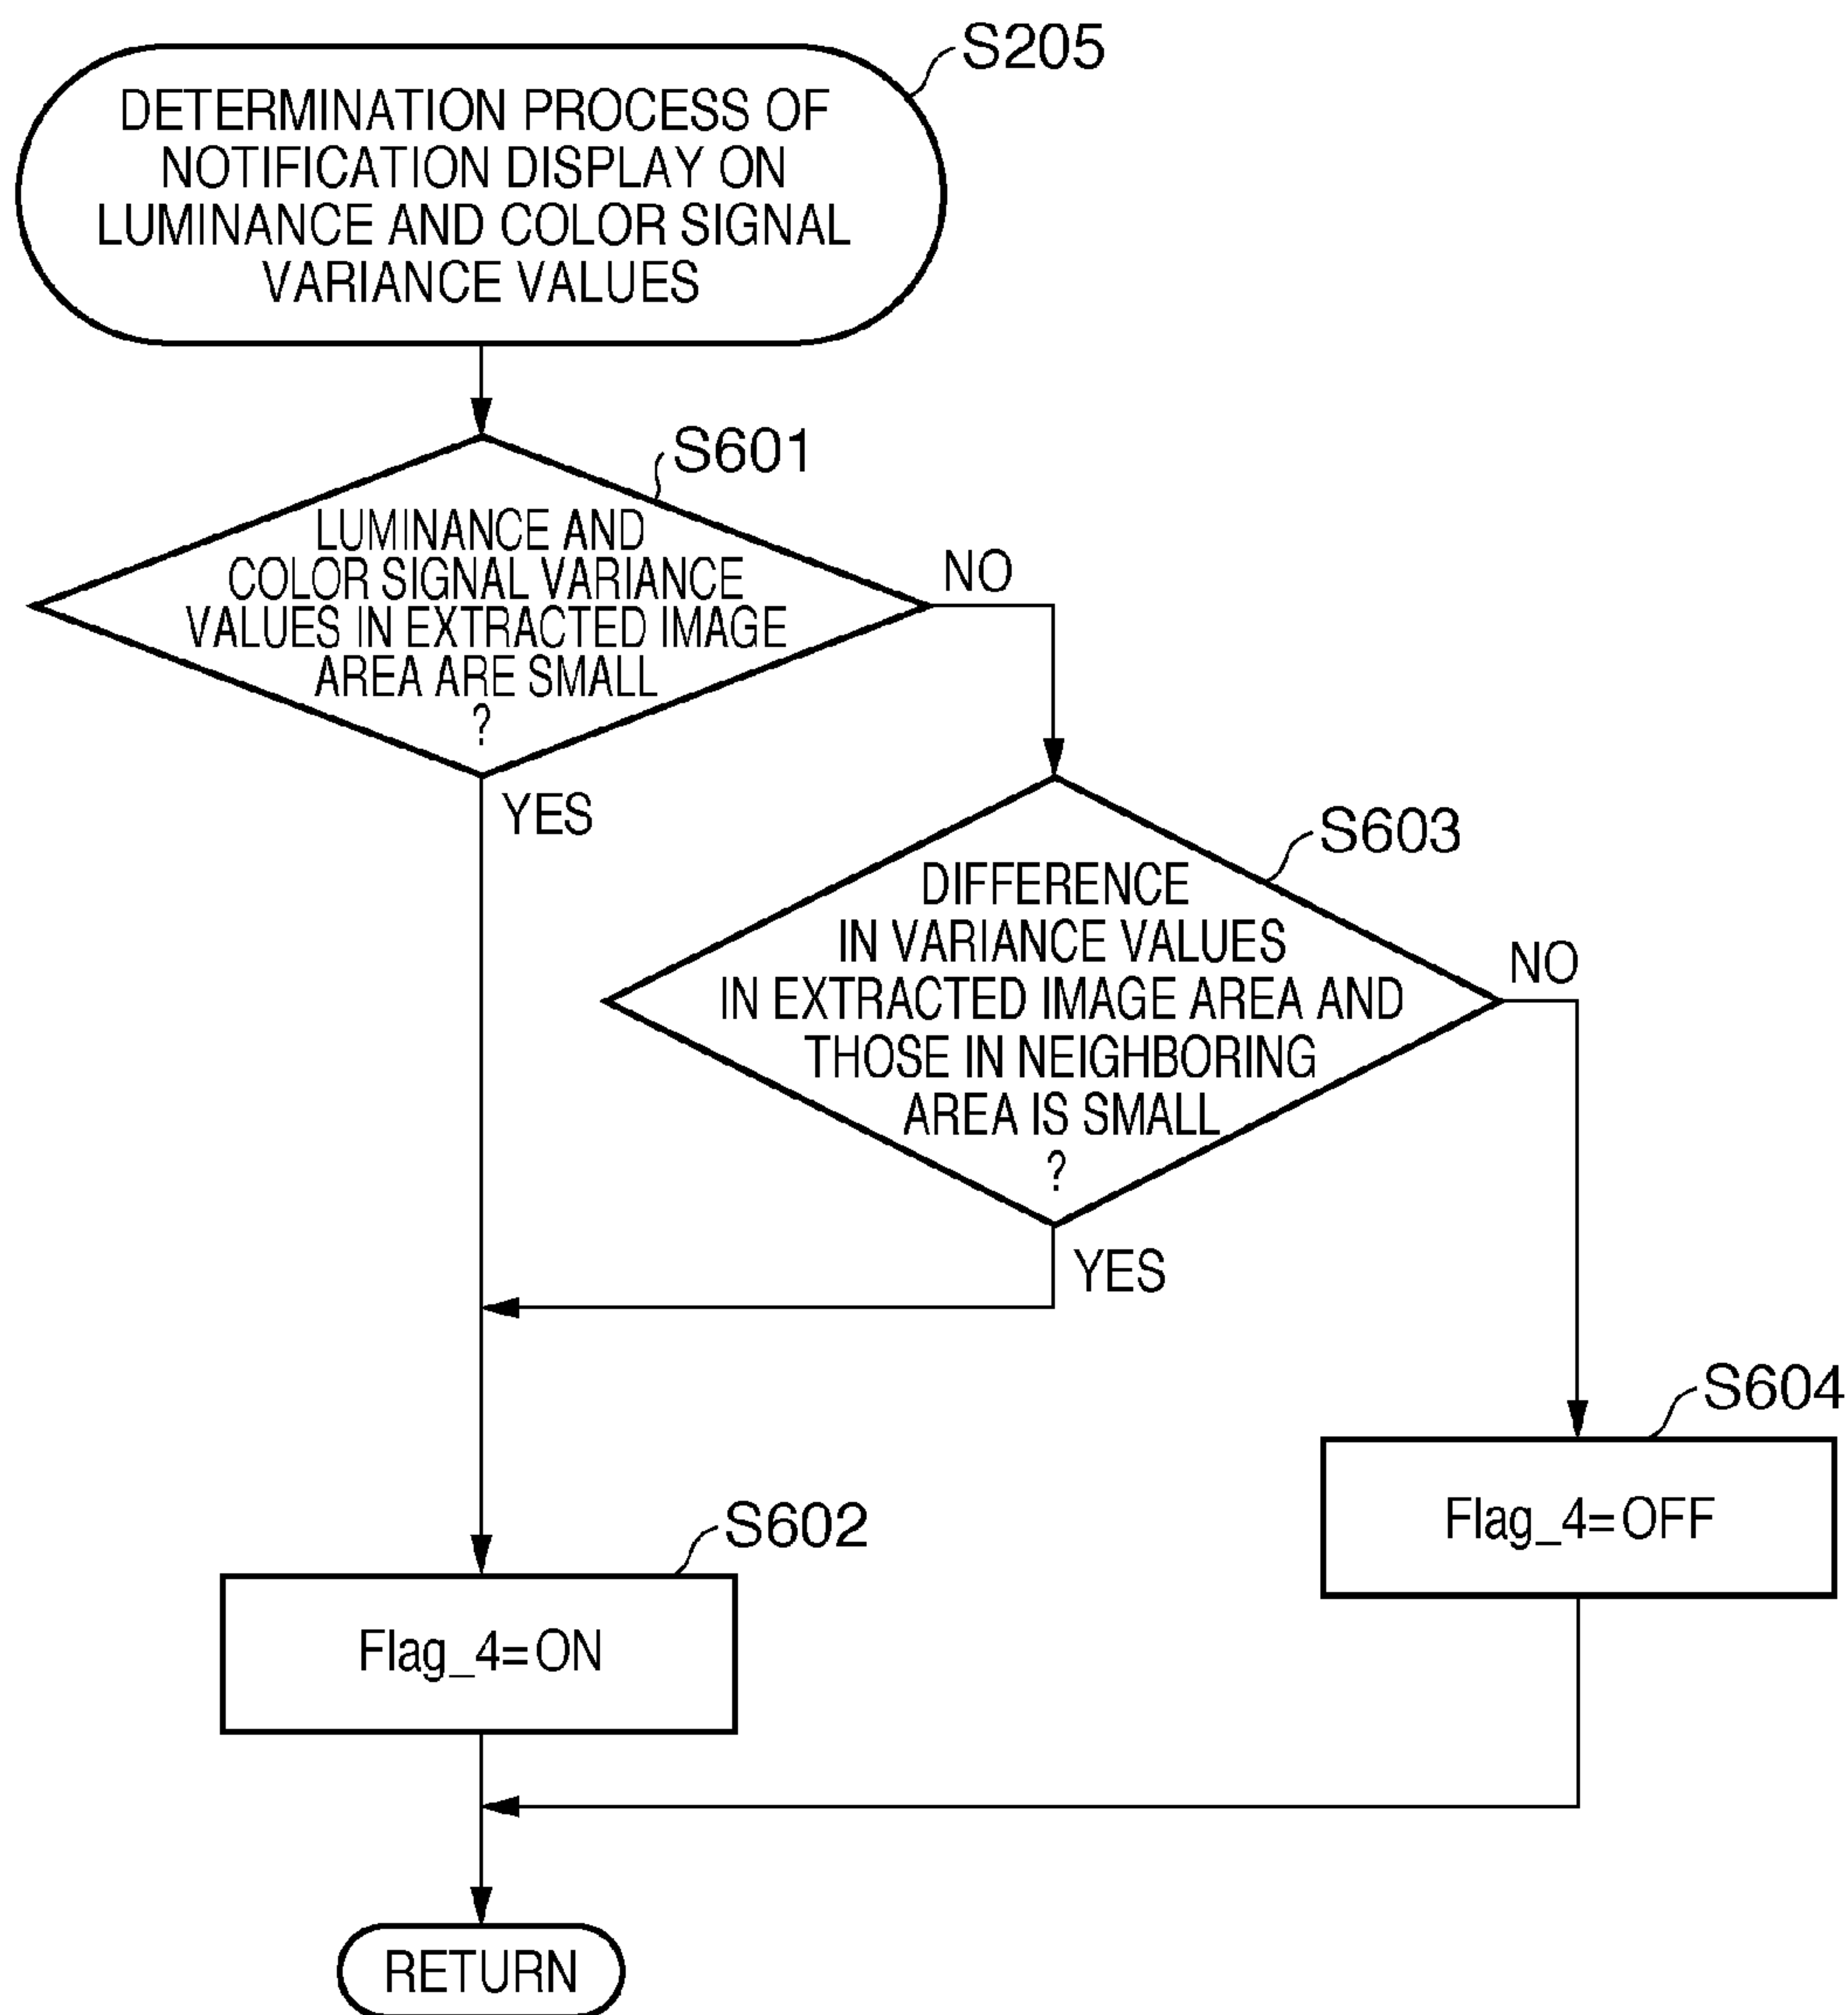 S205
DETERMINATION PROCESS OF
NOTIFICATION DISPLAY ON
LUMINANCE AND COLOR SIGNAL
VARIANCE VALUES
S601
LUMINANCE AND
COLOR SIGNAL VARIANCE
VALUES IN EXTRACTED IMAGE
AREA ARE SMALL
?
NO
YES
S603
DIFFERENCE
IN VARIANCE VALUES
IN EXTRACTED IMAGE AREA AND
THOSE IN NEIGHBORING
AREA IS SMALL
?
NO
YES
S604
Flag_4=OFF
S602
Flag_4=ON
RETURN